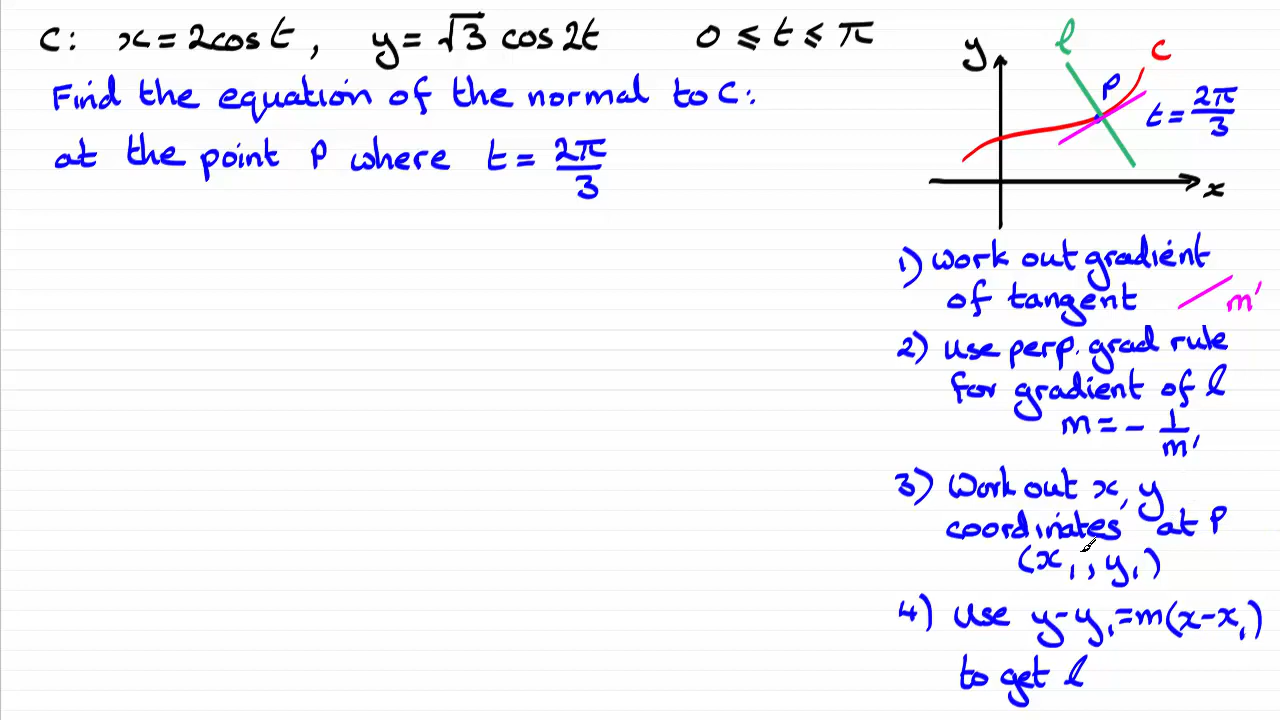 C: x = 2cos t, y = √3 cos 2t 0 ⩽ t ⩽ π
Find the equation of the normal to C:
at the point P where t = 2π/3
y
l
C
P
t = 2π/3
x
1) Work out gradient
of tangent m'
2) Use perp. grad rule
for gradient of l
m = - 1/m'
3) Work out x, y
coordinates at P
(x₁, y₁)
4) Use y-y₁=m(x-x₁)
to get l